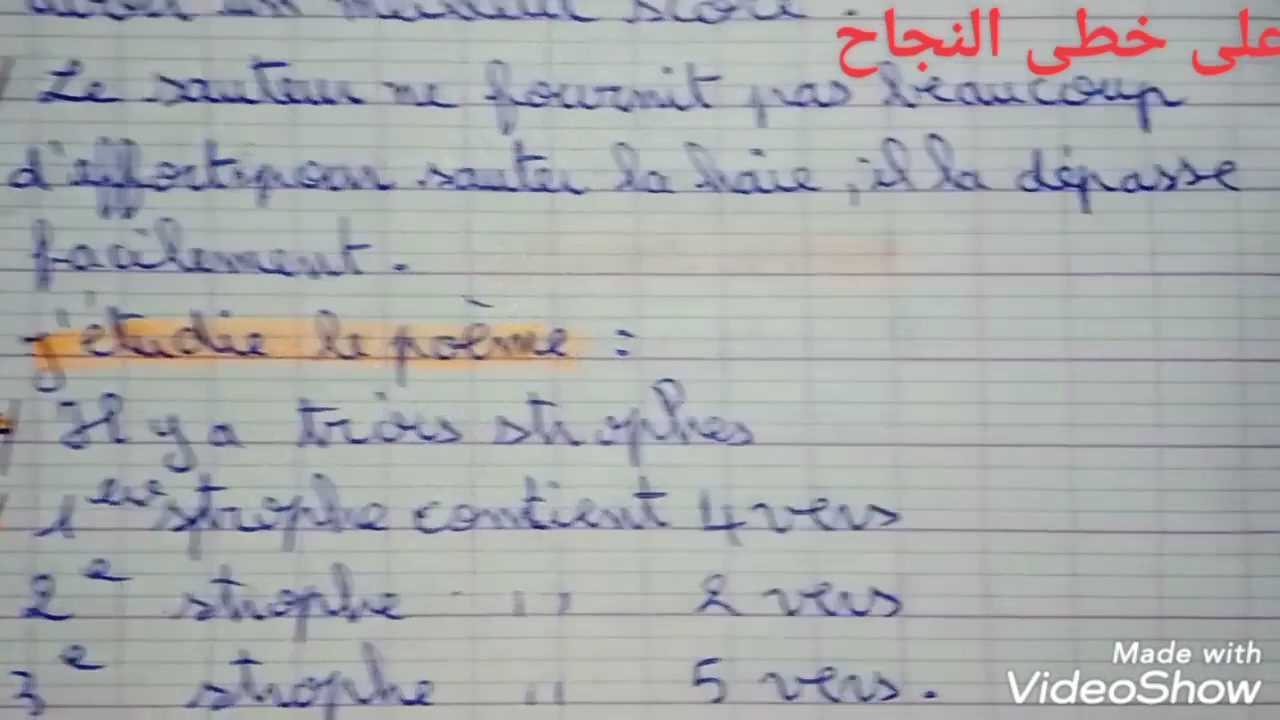 على خطى النجاح
Le sauteur ne fournit pas beaucoup
d'effort pour sauter la haie, il la dépasse
facilement.
j'étudie le poème :
Il y a trois strophes
1ère strophe contient 4 vers
2e strophe " 2 vers
3e strophe " 5 vers.
Made with
VideoShow